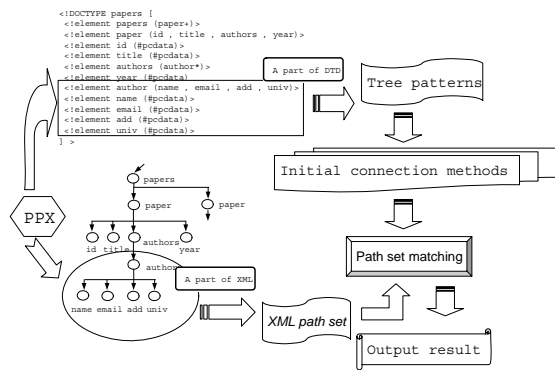 <!DOCTYPE papers [
<!element papers (paper+)>
<!element paper (id , title , authors , year)>
<!element id (#pcdata)>
<!element title (#pcdata)>
<!element authors (author*)>
<!element year (#pcdata)
A part of DTD
<!element author (name , email , add , univ)>
<!element name (#pcdata)>
<!element email (#pcdata)>
<!element add (#pcdata)>
<!element univ (#pcdata)>
] >
Tree patterns
Initial connection methods
papers
paper
paper
PPX
id title authors year
Path set matching
author
A part of XML
name email add univ
XML path set
Output result